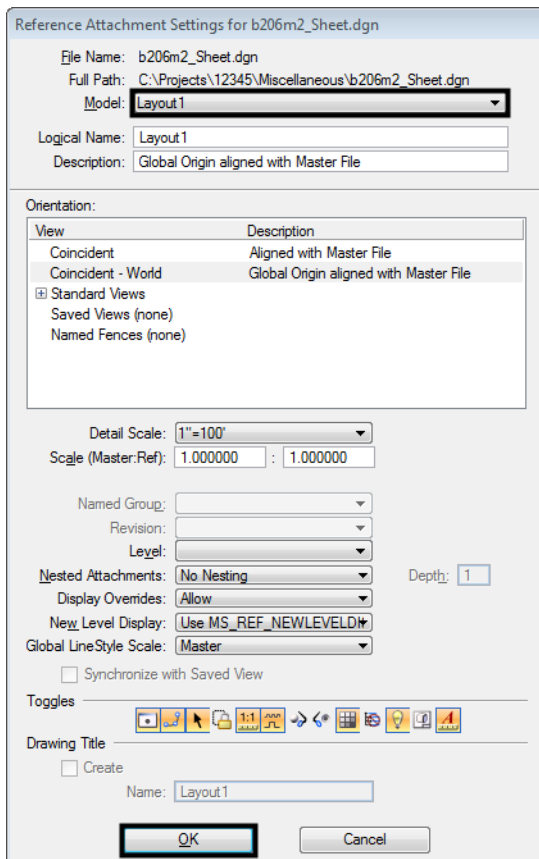 Reference Attachment Settings for b206m2_Sheet.dgn
File Name: b206m2_Sheet.dgn
Full Path: C:\Projects\12345\Miscellaneous\b206m2_Sheet.dgn
Model: Layout1
Logical Name: Layout1
Description: Global Origin aligned with Master File
Orientation:
View Description
Coincident Aligned with Master File
Coincident - World Global Origin aligned with Master File
Standard Views
Saved Views (none)
Named Fences (none)
Detail Scale: 1"=100'
Scale (Master:Ref): 1.000000 : 1.000000
Named Group:
Revision:
Level:
Nested Attachments: No Nesting Depth: 1
Display Overrides: Allow
New Level Display: Use MS_REF_NEWLEVELDI
Global LineStyle Scale: Master
Synchronize with Saved View
Toggles
1:1 A
Drawing Title
Create
Name: Layout1
OK Cancel